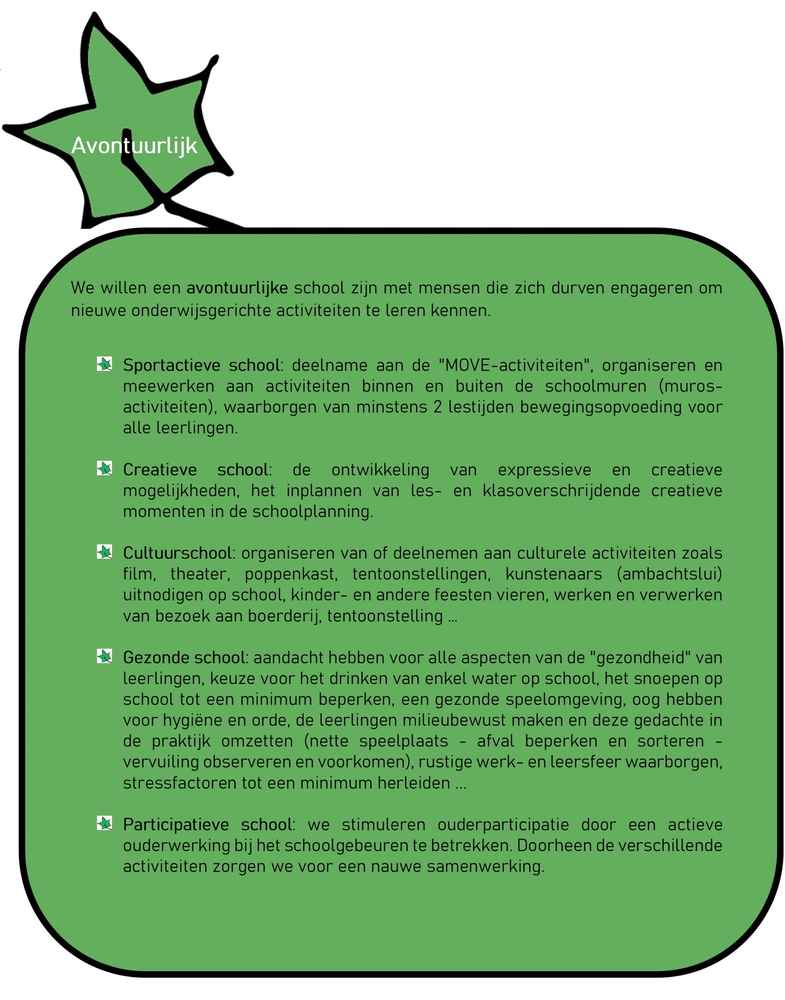 Avontuurlijk
We willen een avontuurlijke school zijn met mensen die zich durven engageren om
nieuwe onderwijsgerichte activiteiten te leren kennen.
Sportactieve school: deelname aan de "MOVE-activiteiten", organiseren en
meewerken aan activiteiten binnen en buiten de schoolmuren (muros-
activiteiten), waarborgen van minstens 2 lestijden bewegingsopvoeding voor
alle leerlingen.
Creatieve school: de ontwikkeling van expressieve en creatieve
mogelijkheden, het inplannen van les- en klasoverschrijdende creatieve
momenten in de schoolplanning.
Cultuurschool: organiseren van of deelnemen aan culturele activiteiten zoals
film, theater, poppenkast, tentoonstellingen, kunstenaars (ambachtslui)
uitnodigen op school, kinder- en andere feesten vieren, werken en verwerken
van bezoek aan boerderij, tentoonstelling ...
Gezonde school: aandacht hebben voor alle aspecten van de "gezondheid" van
leerlingen, keuze voor het drinken van enkel water op school, het snoepen op
school tot een minimum beperken, een gezonde speelomgeving, oog hebben
voor hygiëne en orde, de leerlingen milieubewust maken en deze gedachte in
de praktijk omzetten (nette speelplaats - afval beperken en sorteren -
vervuiling observeren en voorkomen), rustige werk- en leersfeer waarborgen,
stressfactoren tot een minimum herleiden ...
Participatieve school: we stimuleren ouderparticipatie door een actieve
ouderwerking bij het schoolgebeuren te betrekken. Doorheen de verschillende
activiteiten zorgen we voor een nauwe samenwerking.